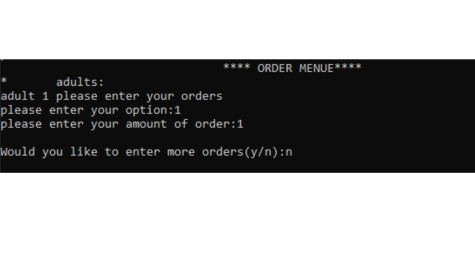 **** ORDER MENUE****
* adults:
adult 1 please enter your orders
please enter your option:1
please enter your amount of order:1
Would you like to enter more orders(y/n):n